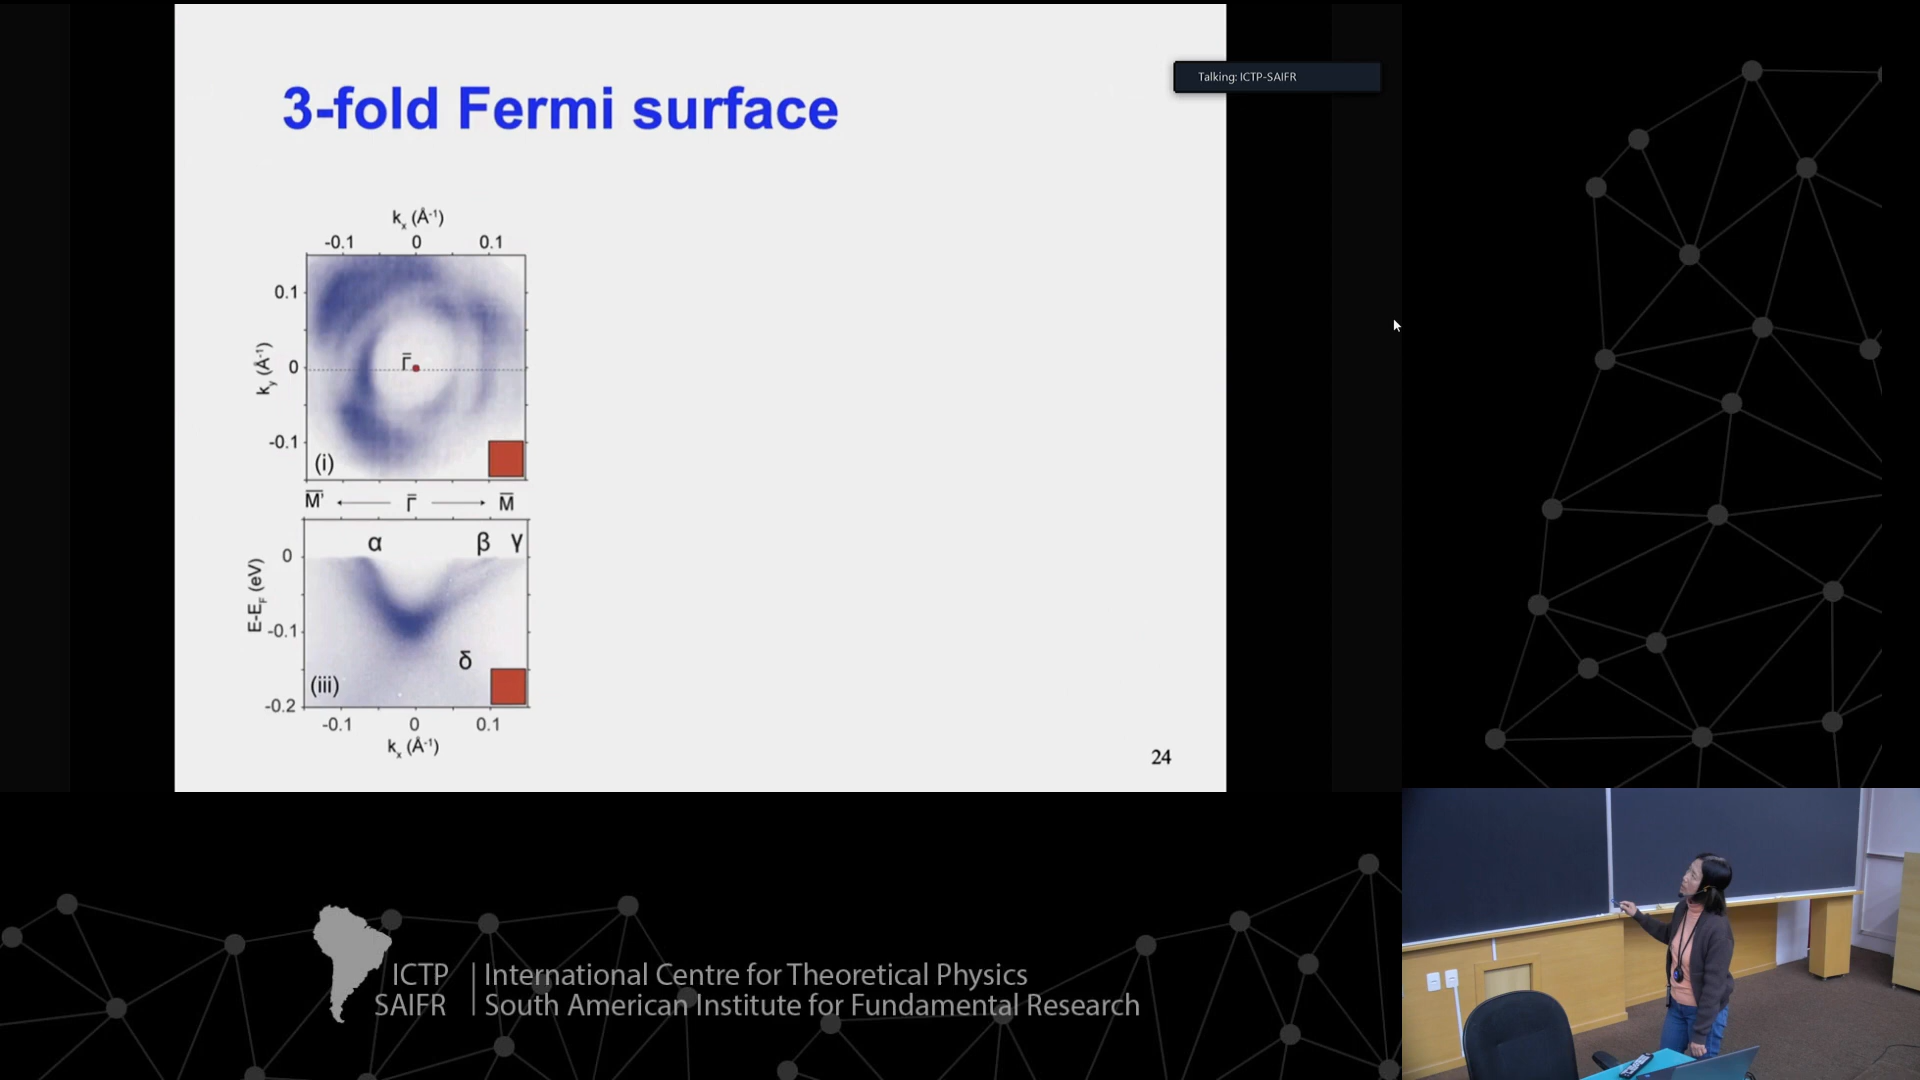 3-fold Fermi surface
Talking: ICTP-SAIFR
kx (Å-1)
-0.1 0 0.1
0.1
0
-0.1
ky (Å-1)
Γ̅
(i)
M̅' Γ̅ M̅
α β γ
0
-0.1
-0.2
E-EF (eV)
δ
(iii)
-0.1 0 0.1
kx (Å-1)
24
ICTP | International Centre for Theoretical Physics
SAIFR | South American Institute for Fundamental Research